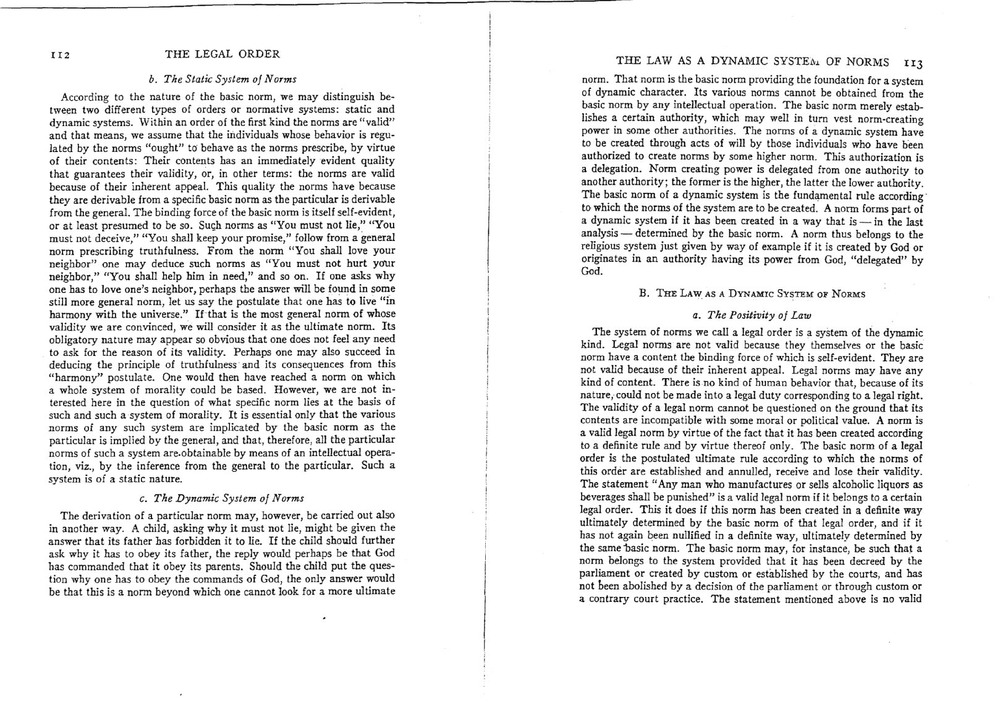 112 THE LEGAL ORDER
b. The Static System of Norms
According to the nature of the basic norm, we may distinguish be-
tween two different types of orders or normative systems: static and
dynamic systems. Within an order of the first kind the norms are “valid”
and that means, we assume that the individuals whose behavior is regu-
lated by the norms “ought” to behave as the norms prescribe, by virtue
of their contents: Their contents has an immediately evident quality
that guarantees their validity, or, in other terms: the norms are valid
because of their inherent appeal. This quality the norms have because
they are derivable from a specific basic norm as the particular is derivable
from the general. The binding force of the basic norm is itself self-evident,
or at least presumed to be so. Such norms as “You must not lie,” “You
must not deceive,” “You shall keep your promise,” follow from a general
norm prescribing truthfulness. From the norm “You shall love your
neighbor” one may deduce such norms as “You must not hurt your
neighbor,” “You shall help him in need,” and so on. If one asks why
one has to love one’s neighbor, perhaps the answer will be found in some
still more general norm, let us say the postulate that one has to live “in
harmony with the universe.” If that is the most general norm of whose
validity we are convinced, we will consider it as the ultimate norm. Its
obligatory nature may appear so obvious that one does not feel any need
to ask for the reason of its validity. Perhaps one may also succeed in
deducing the principle of truthfulness and its consequences from this
“harmony” postulate. One would then have reached a norm on which
a whole system of morality could be based. However, we are not in-
terested here in the question of what specific norm lies at the basis of
such and such a system of morality. It is essential only that the various
norms of any such system are implicated by the basic norm as the
particular is implied by the general, and that, therefore, all the particular
norms of such a system are obtainable by means of an intellectual opera-
tion, viz., by the inference from the general to the particular. Such a
system is of a static nature.
c. The Dynamic System of Norms
The derivation of a particular norm may, however, be carried out also
in another way. A child, asking why it must not lie, might be given the
answer that its father has forbidden it to lie. If the child should further
ask why it has to obey its father, the reply would perhaps be that God
has commanded that it obey its parents. Should the child put the ques-
tion why one has to obey the commands of God, the only answer would
be that this is a norm beyond which one cannot look for a more ultimate
THE LAW AS A DYNAMIC SYSTEM OF NORMS 113
norm. That norm is the basic norm providing the foundation for a system
of dynamic character. Its various norms cannot be obtained from the
basic norm by any intellectual operation. The basic norm merely estab-
lishes a certain authority, which may well in turn vest norm-creating
power in some other authorities. The norms of a dynamic system have
to be created through acts of will by those individuals who have been
authorized to create norms by some higher norm. This authorization is
a delegation. Norm creating power is delegated from one authority to
another authority; the former is the higher, the latter the lower authority.
The basic norm of a dynamic system is the fundamental rule according
to which the norms of the system are to be created. A norm forms part of
a dynamic system if it has been created in a way that is — in the last
analysis — determined by the basic norm. A norm thus belongs to the
religious system just given by way of example if it is created by God or
originates in an authority having its power from God, “delegated” by
God.
B. THE LAW AS A DYNAMIC SYSTEM OF NORMS
a. The Positivity of Law
The system of norms we call a legal order is a system of the dynamic
kind. Legal norms are not valid because they themselves or the basic
norm have a content the binding force of which is self-evident. They are
not valid because of their inherent appeal. Legal norms may have any
kind of content. There is no kind of human behavior that, because of its
nature, could not be made into a legal duty corresponding to a legal right.
The validity of a legal norm cannot be questioned on the ground that its
contents are incompatible with some moral or political value. A norm is
a valid legal norm by virtue of the fact that it has been created according
to a definite rule and by virtue thereof only. The basic norm of a legal
order is the postulated ultimate rule according to which the norms of
this order are established and annulled, receive and lose their validity.
The statement “Any man who manufactures or sells alcoholic liquors as
beverages shall be punished” is a valid legal norm if it belongs to a certain
legal order. This it does if this norm has been created in a definite way
ultimately determined by the basic norm of that legal order, and if it
has not again been nullified in a definite way, ultimately determined by
the same basic norm. The basic norm may, for instance, be such that a
norm belongs to the system provided that it has been decreed by the
parliament or created by custom or established by the courts, and has
not been abolished by a decision of the parliament or through custom or
a contrary court practice. The statement mentioned above is no valid